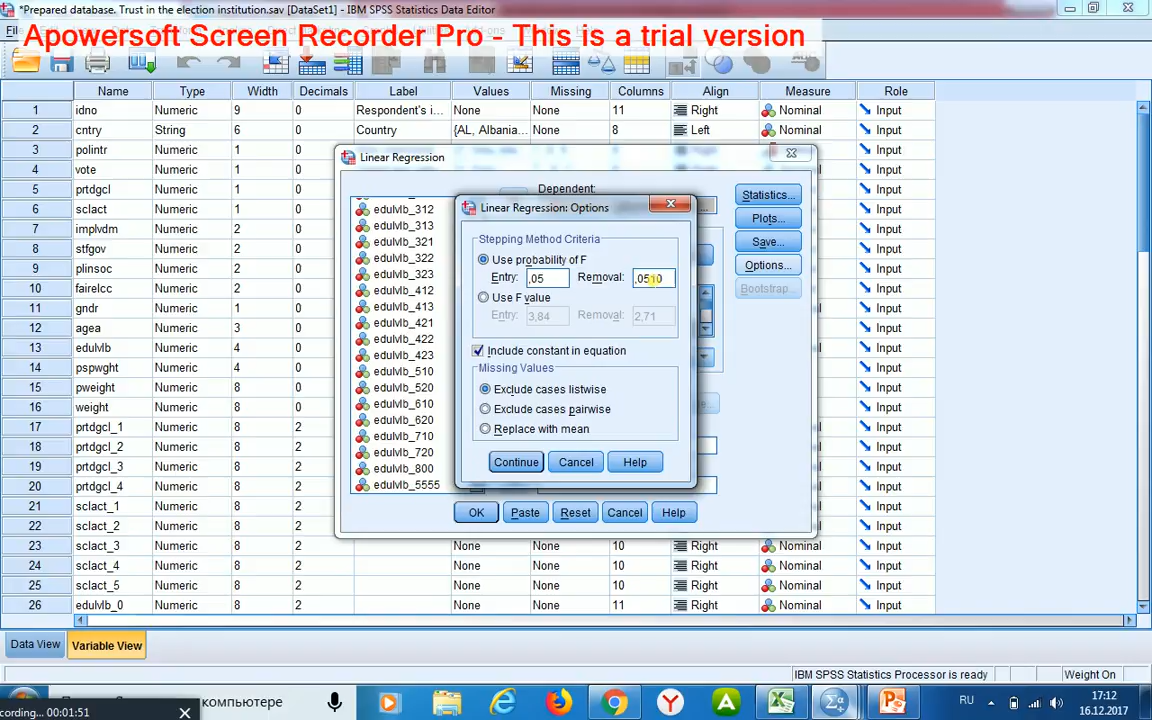 *Prepared database. Trust in the election institution.sav [DataSet1] - IBM SPSS Statistics Data Editor
Apowersoft Screen Recorder Pro - This is a trial version
Name Type Width Decimals Label Values Missing Columns Align Measure Role
1 idno Numeric 9 0 Respondent's i... None None 11 Right Nominal Input
2 cntry String 6 0 Country {AL, Albania... None 8 Left Nominal Input
3 polintr Numeric 1 0 Right Nominal Input
4 vote Numeric 1 0 Right Nominal Input
5 prtdgcl Numeric 1 0 Input
6 sclact Numeric 1 0 Input
7 implvdm Numeric 2 0 Input
8 stfgov Numeric 2 0 Input
9 plinsoc Numeric 2 0 Input
10 fairelcc Numeric 2 0 Input
11 gndr Numeric 1 0 Input
12 agea Numeric 4 0 Input
13 edulvlb Numeric 4 0 Input
14 pspwght Numeric 4 0 Input
15 pweight Numeric 8 0 Input
16 weight Numeric 8 0 Input
17 prtdgcl_1 Numeric 8 0 Input
18 prtdgcl_2 Numeric 8 0 Input
19 prtdgcl_3 Numeric 8 0 Input
20 prtdgcl_4 Numeric 8 0 Input
21 sclact_1 Numeric 8 2 Input
22 sclact_2 Numeric 8 2 Input
23 sclact_3 Numeric 8 2 None None 10 Right Nominal Input
24 sclact_4 Numeric 8 2 None None 10 Right Nominal Input
25 sclact_5 Numeric 8 2 None None 10 Right Nominal Input
26 edulvlb_0 Numeric 8 0 None None 11 Right Nominal Input
Linear Regression
Dependent:
edulvlb_312
edulvlb_313
edulvlb_321
edulvlb_322
edulvlb_323
edulvlb_412
edulvlb_413
edulvlb_421
edulvlb_422
edulvlb_423
edulvlb_510
edulvlb_520
edulvlb_610
edulvlb_620
edulvlb_710
edulvlb_720
edulvlb_800
edulvlb_5555
Statistics...
Plots...
Save...
Options...
Bootstrap...
OK Paste Reset Cancel Help
Linear Regression: Options
Stepping Method Criteria
Use probability of F
Entry: ,05 Removal: ,0510
Use F value
Entry: 3,84 Removal: 2,71
Include constant in equation
Missing Values
Exclude cases listwise
Exclude cases pairwise
Replace with mean
Continue Cancel Help
Data View Variable View
IBM SPSS Statistics Processor is ready Weight On
компьютере
RU 17:12
16.12.2017
cording... 00:01:51